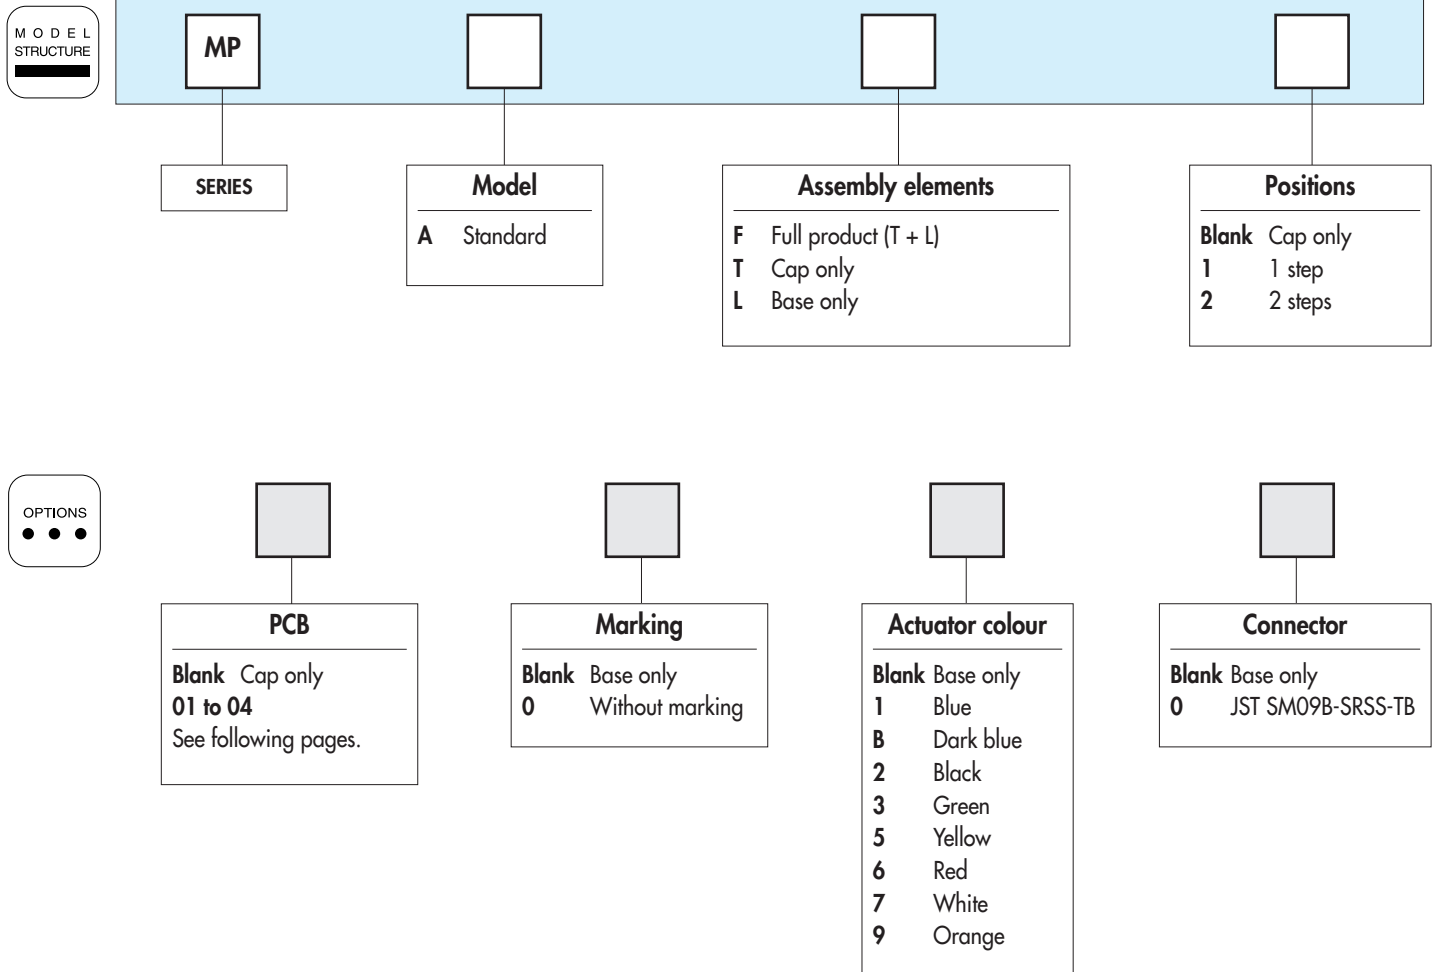 MODEL
STRUCTURE
MP
SERIES
Model
A Standard
Assembly elements
F Full product (T + L)
T Cap only
L Base only
Positions
Blank Cap only
1 1 step
2 2 steps
OPTIONS
PCB
Blank Cap only
01 to 04
See following pages.
Marking
Blank Base only
0 Without marking
Actuator colour
Blank Base only
1 Blue
B Dark blue
2 Black
3 Green
5 Yellow
6 Red
7 White
9 Orange
Connector
Blank Base only
0 JST SM09B-SRSS-TB